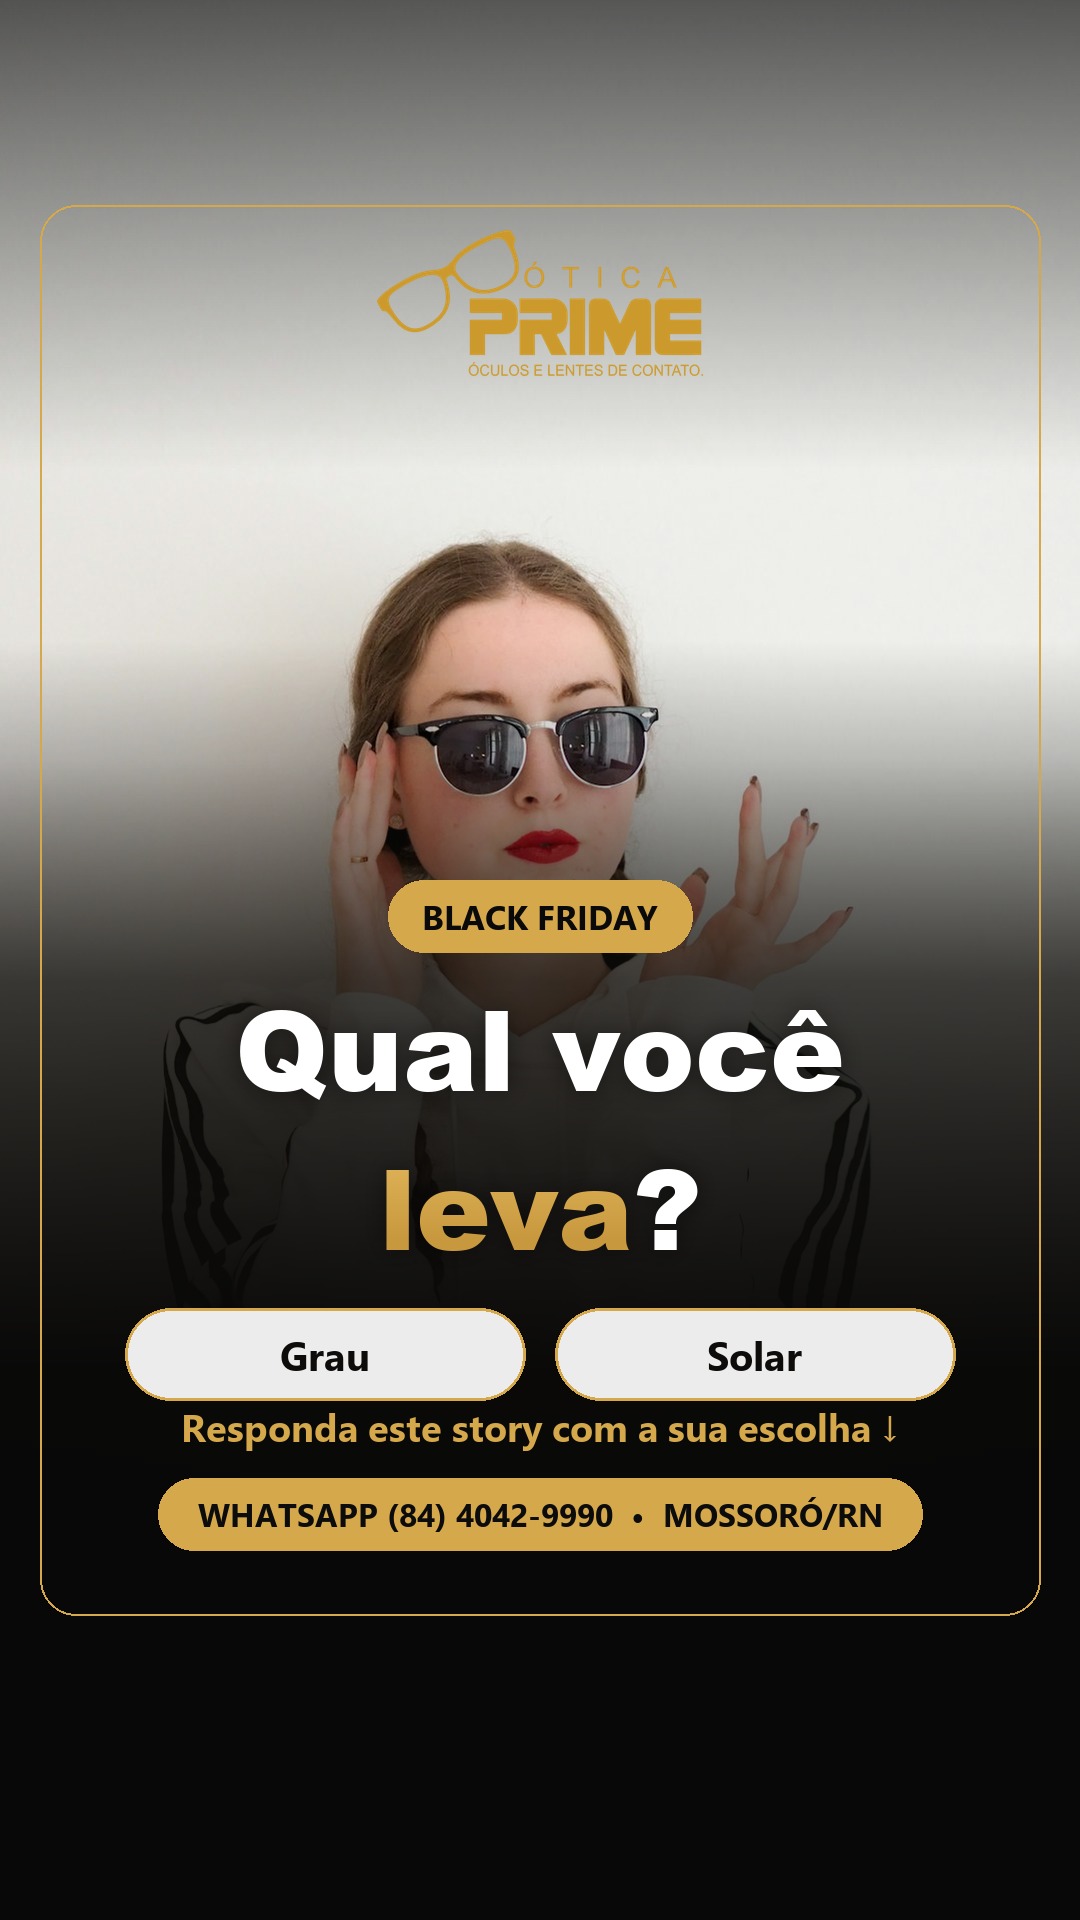 ÓTICA
PRIME
ÓCULOS E LENTES DE CONTATO.
BLACK FRIDAY
Qual você
leva?
Grau
Solar
Responda este story com a sua escolha ↓
WHATSAPP (84) 4042-9990 • MOSSORÓ/RN